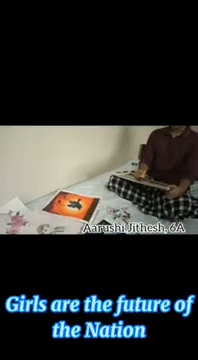 Aarushi Jithesh, 6A
Girls are the future of
the Nation